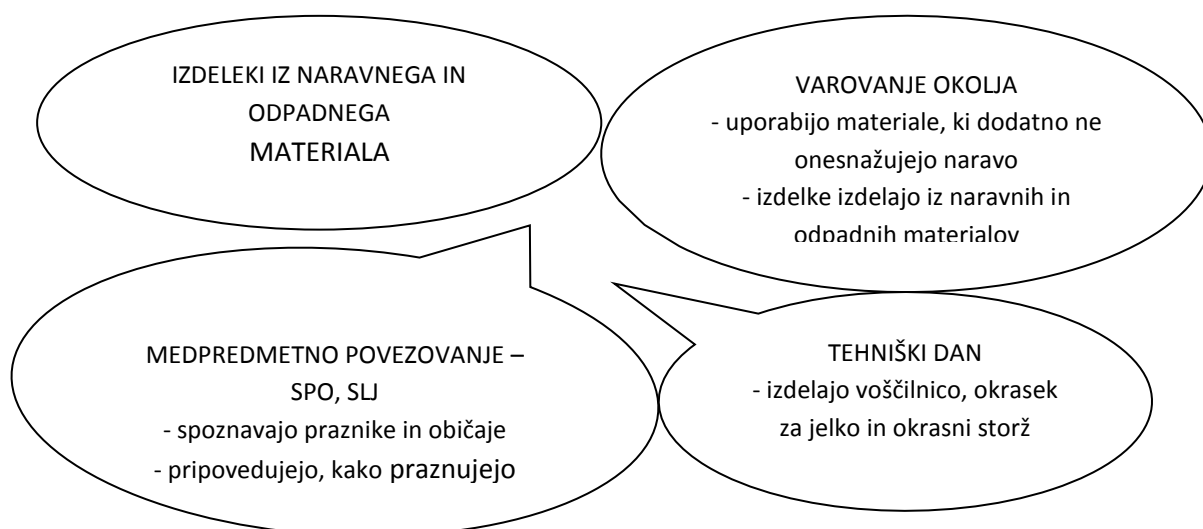 IZDELEKI IZ NARAVNEGA IN
ODPADNEGA
MATERIALA
VAROVANJE OKOLJA
- uporabijo materiale, ki dodatno ne
onesnažujejo naravo
- izdelke izdelajo iz naravnih in
odpadnih materialov
MEDPREDMETNO POVEZOVANJE –
SPO, SLJ
- spoznavajo praznike in običaje
- pripovedujejo, kako praznujejo
TEHNIŠKI DAN
- izdelajo voščilnico, okrasek
za jelko in okrasni storž